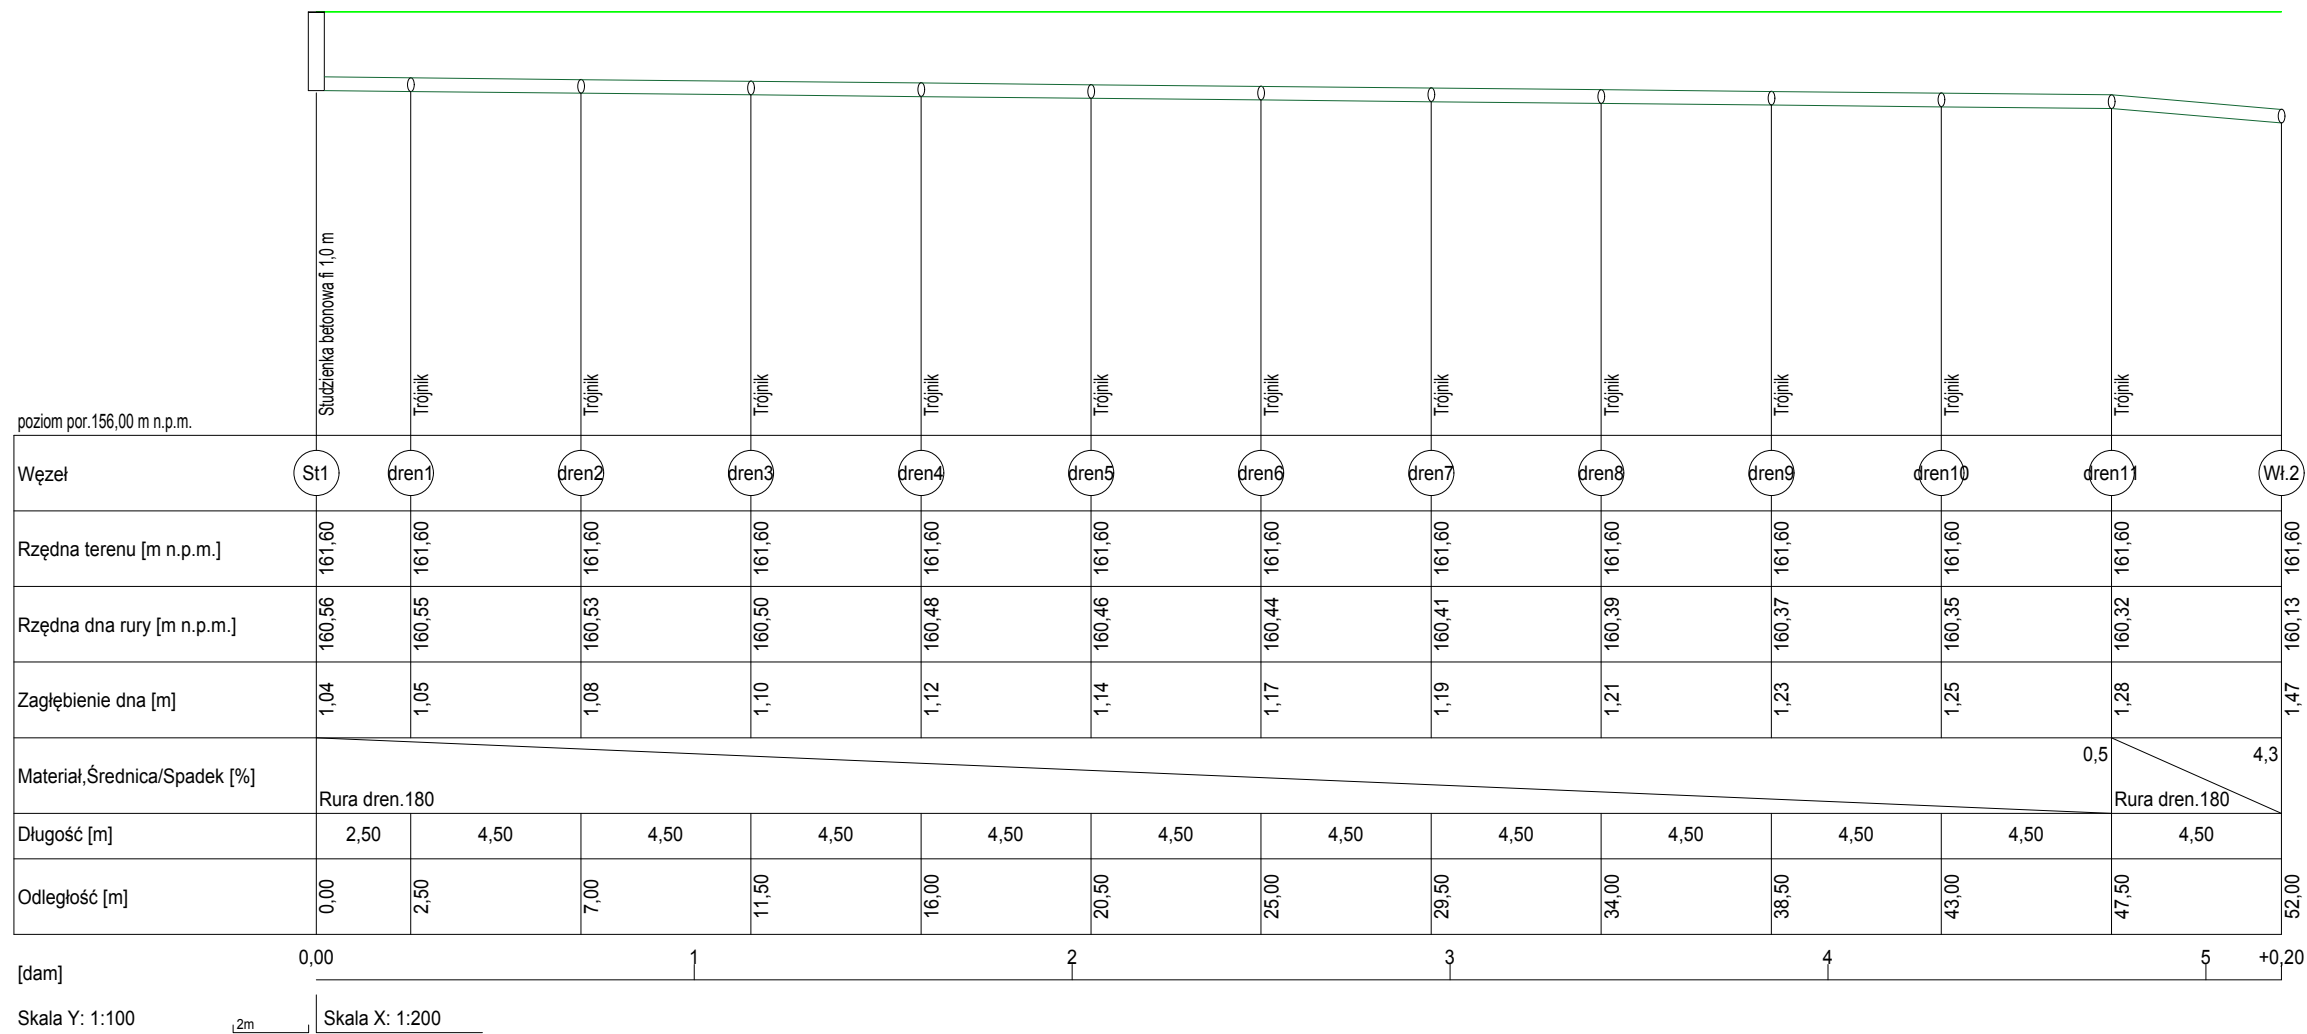 Studzienka betonowa fi 1,0 m
Trójnik
Trójnik
Trójnik
Trójnik
Trójnik
Trójnik
Trójnik
Trójnik
Trójnik
Trójnik
Trójnik
poziom por.156,00 m n.p.m.
Węzeł St1 dren1 dren2 dren3 dren4 dren5 dren6 dren7 dren8 dren9 dren10 dren11 Wł.2
Rzędna terenu [m n.p.m.] 161,60 161,60 161,60 161,60 161,60 161,60 161,60 161,60 161,60 161,60 161,60 161,60 161,60
Rzędna dna rury [m n.p.m.] 160,56 160,55 160,53 160,50 160,48 160,46 160,44 160,41 160,39 160,37 160,35 160,32 160,13
Zagłębienie dna [m] 1,04 1,05 1,08 1,10 1,12 1,14 1,17 1,19 1,21 1,23 1,25 1,28 1,47
0,5 4,3
Materiał,Średnica/Spadek [%]
Rura dren.180 Rura dren.180
Długość [m] 2,50 4,50 4,50 4,50 4,50 4,50 4,50 4,50 4,50 4,50 4,50 4,50
Odległość [m] 0,00 2,50 7,00 11,50 16,00 20,50 25,00 29,50 34,00 38,50 43,00 47,50 52,00
[dam] 0,00 1 2 3 4 5 +0,20
Skala Y: 1:100 2m Skala X: 1:200